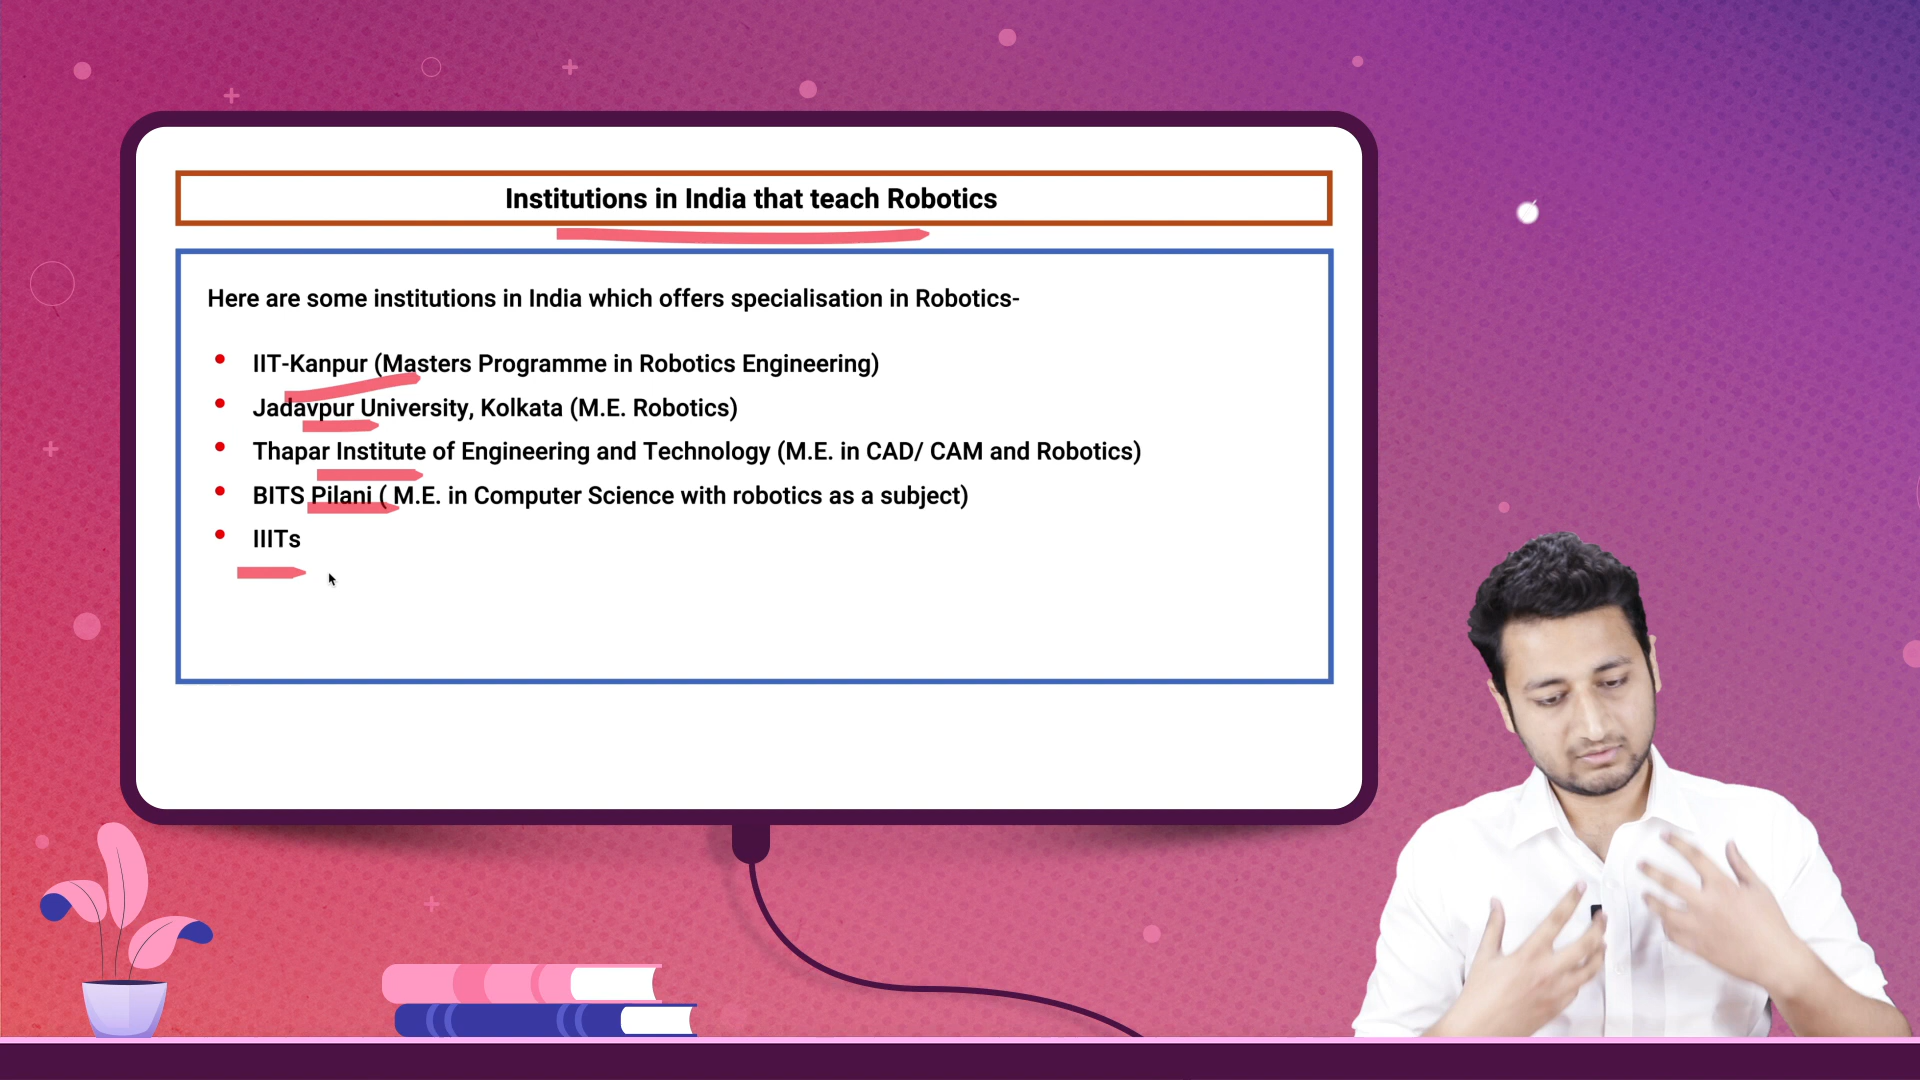 Institutions in India that teach Robotics
Here are some institutions in India which offers specialisation in Robotics-
IIT-Kanpur (Masters Programme in Robotics Engineering)
Jadavpur University, Kolkata (M.E. Robotics)
Thapar Institute of Engineering and Technology (M.E. in CAD/ CAM and Robotics)
BITS Pilani ( M.E. in Computer Science with robotics as a subject)
IIITs